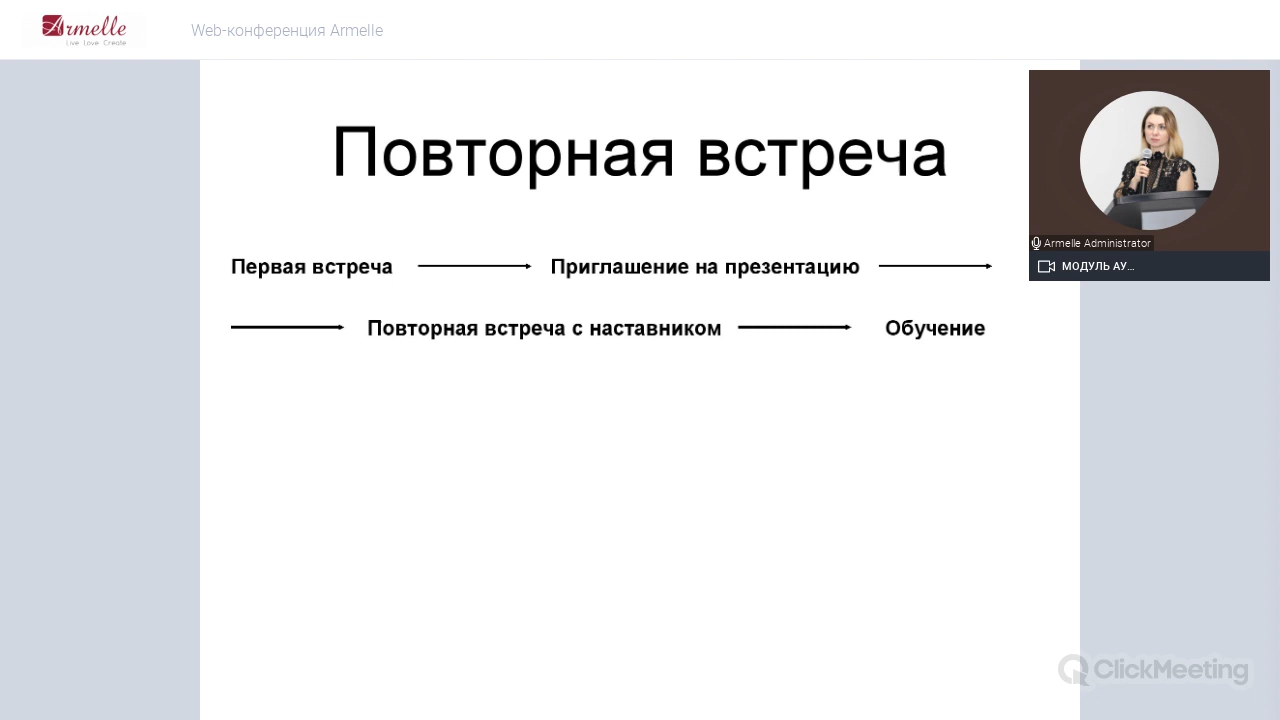 Armelle
Live Love Create
Web-конференция Armelle
Повторная встреча
Armelle Administrator
МОДУЛЬ АУ...
Первая встреча Приглашение на презентацию
Повторная встреча с наставником Обучение
ClickMeeting